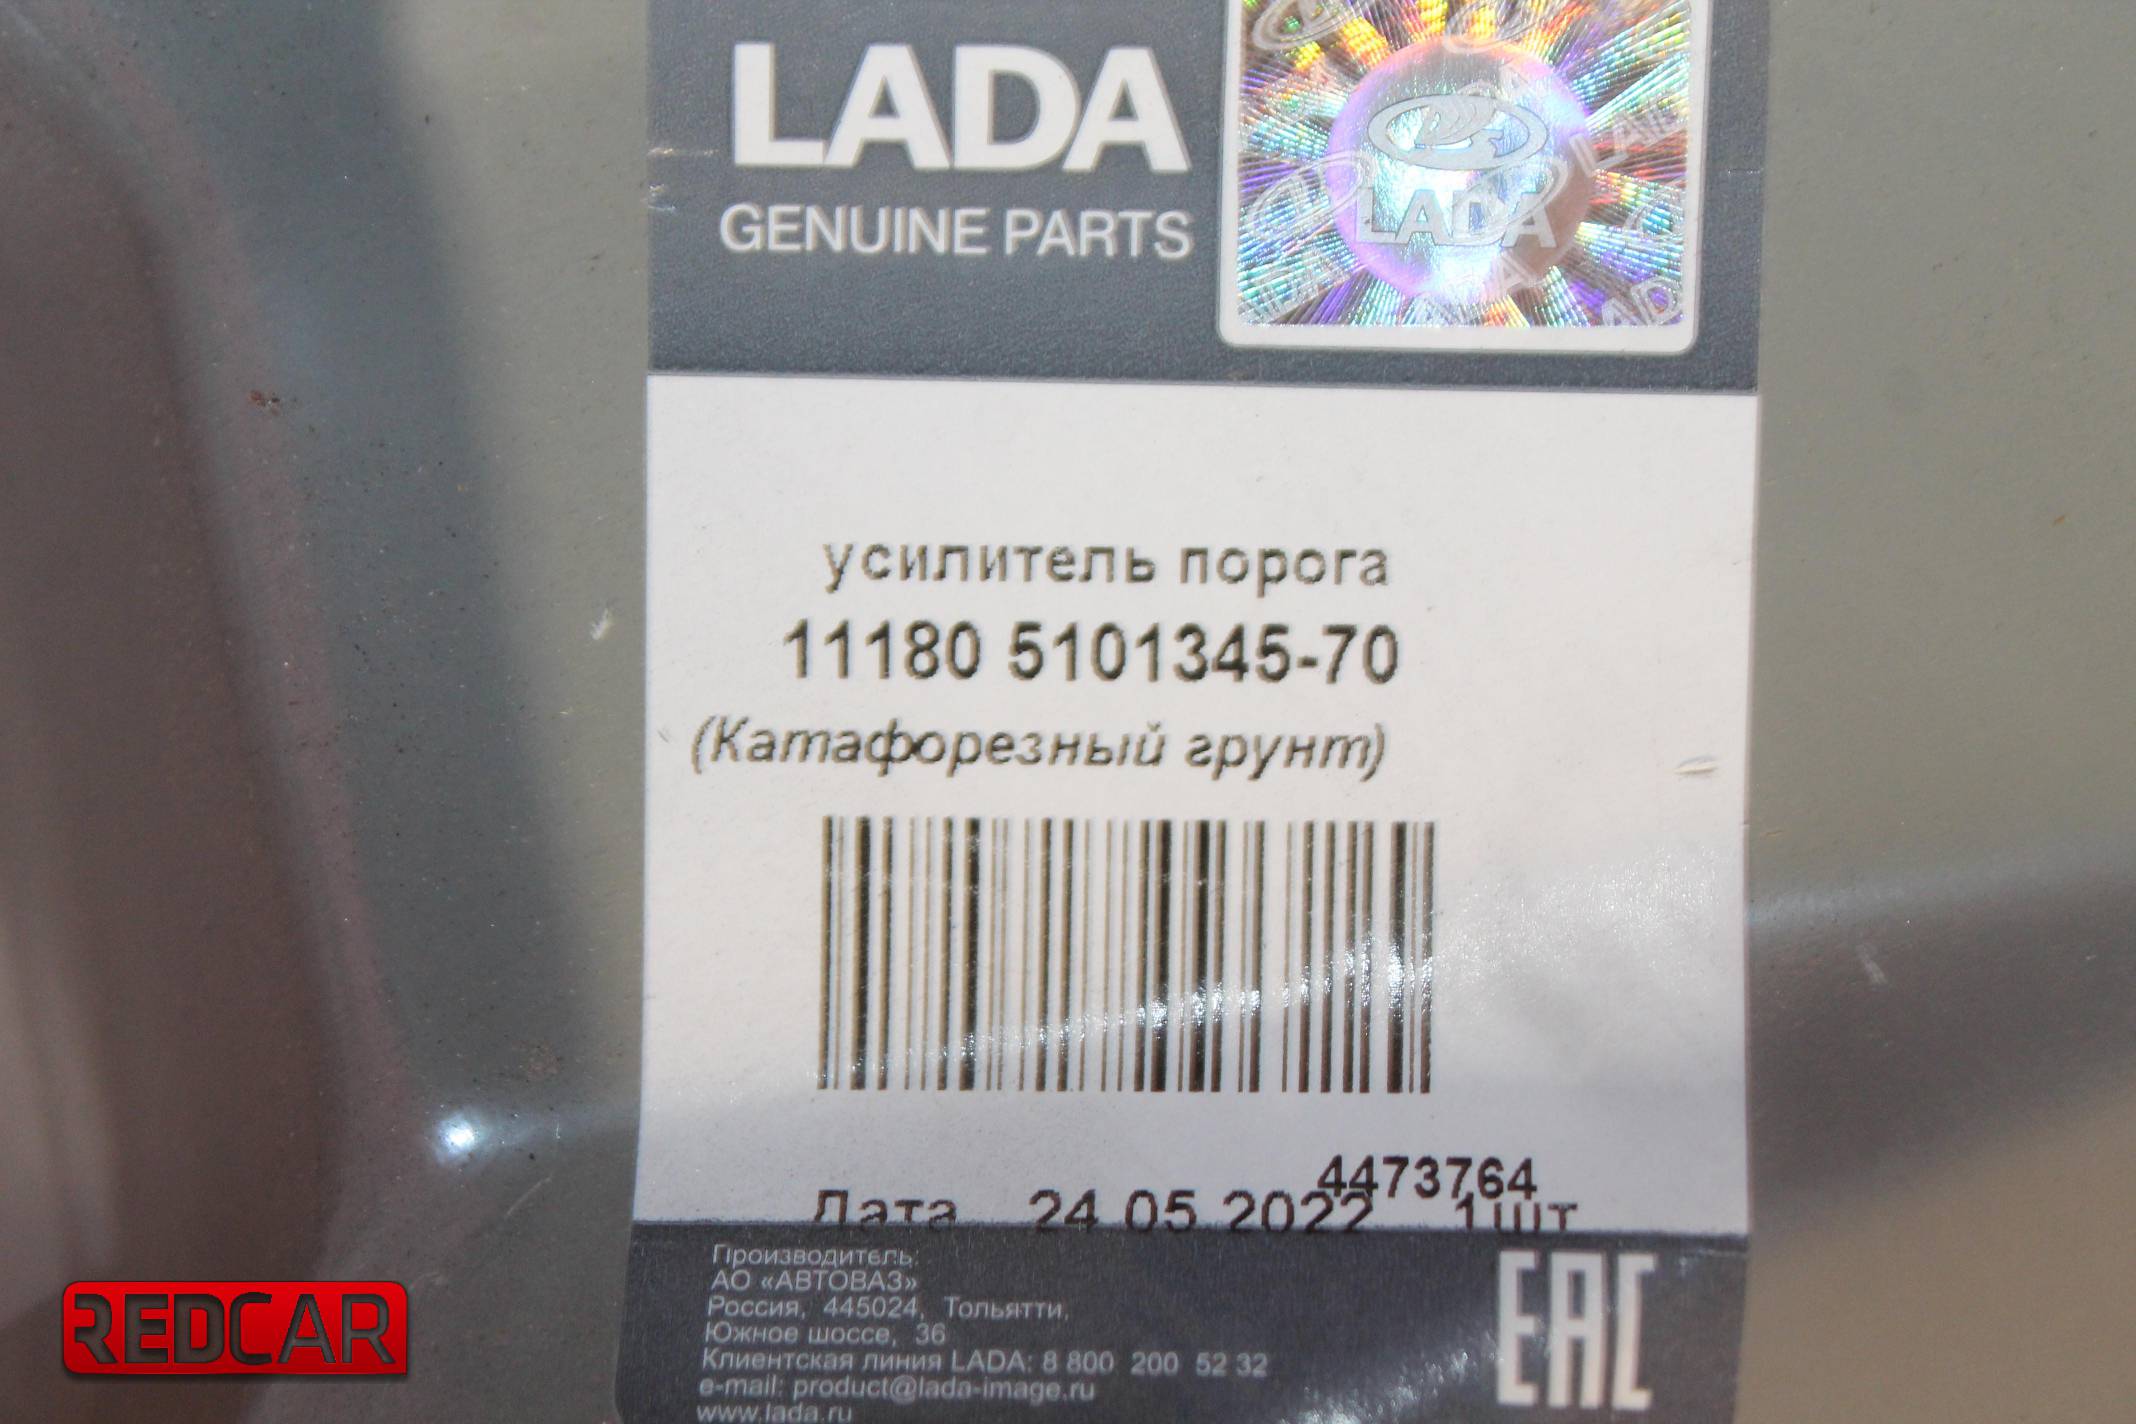 LADA
GENUINE PARTS
LADA
усилитель порога
11180 5101345-70
(Катафорезный грунт)
4473764
Дата 24 05 2022 1шт
Производитель:
АО «АВТОВАЗ»
Россия, 445024, Тольятти,
Южное шоссе, 36
Клиентская линия LADA: 8 800 200 52 32
e-mail: product@lada-image.ru
www.lada.ru
EAC
REDCAR